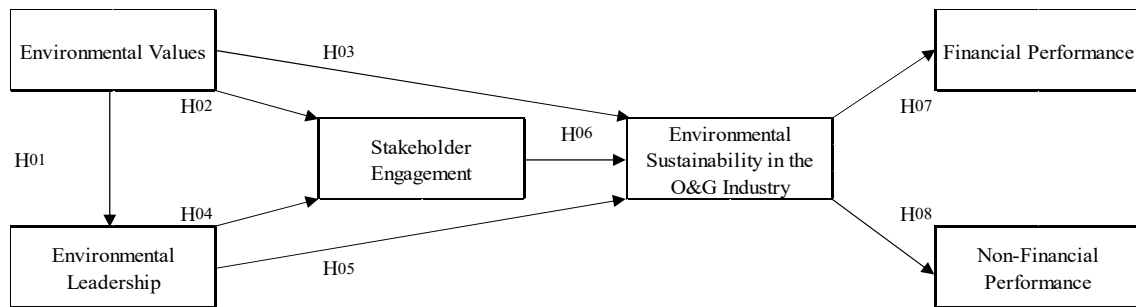 Environmental Values
H03
Financial Performance
H02
H07
H01
Stakeholder
Engagement
H06
Environmental
Sustainability in the
O&G Industry
H04
H08
Environmental
Leadership
H05
Non-Financial
Performance